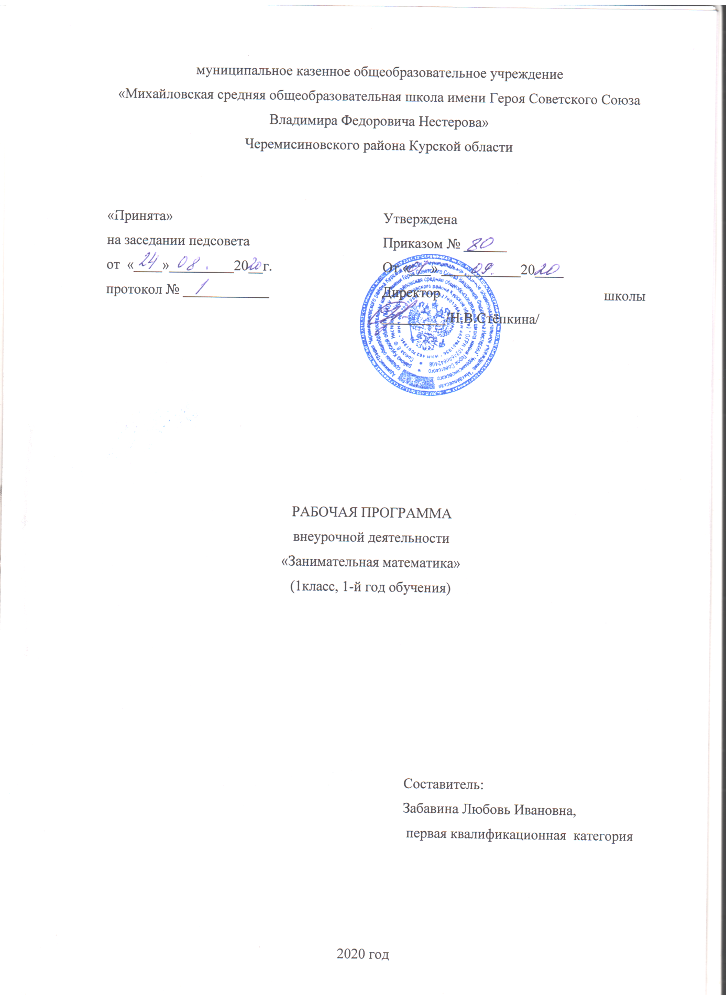 муниципальное казенное общеобразовательное учреждение
«Михайловская средняя общеобразовательная школа имени Героя Советского Союза
Владимира Федоровича Нестерова»
Черемисиновского района Курской области
«Принята»
на заседании педсовета
от «24» 08. 2020г.
протокол № 1
Утверждена
Приказом № 80
От «01» 09. 2020
Директор школы
/Н.В.Стёпкина/
РАБОЧАЯ ПРОГРАММА
внеурочной деятельности
«Занимательная математика»
(1класс, 1-й год обучения)
Составитель:
Забавина Любовь Ивановна,
первая квалификационная категория
2020 год